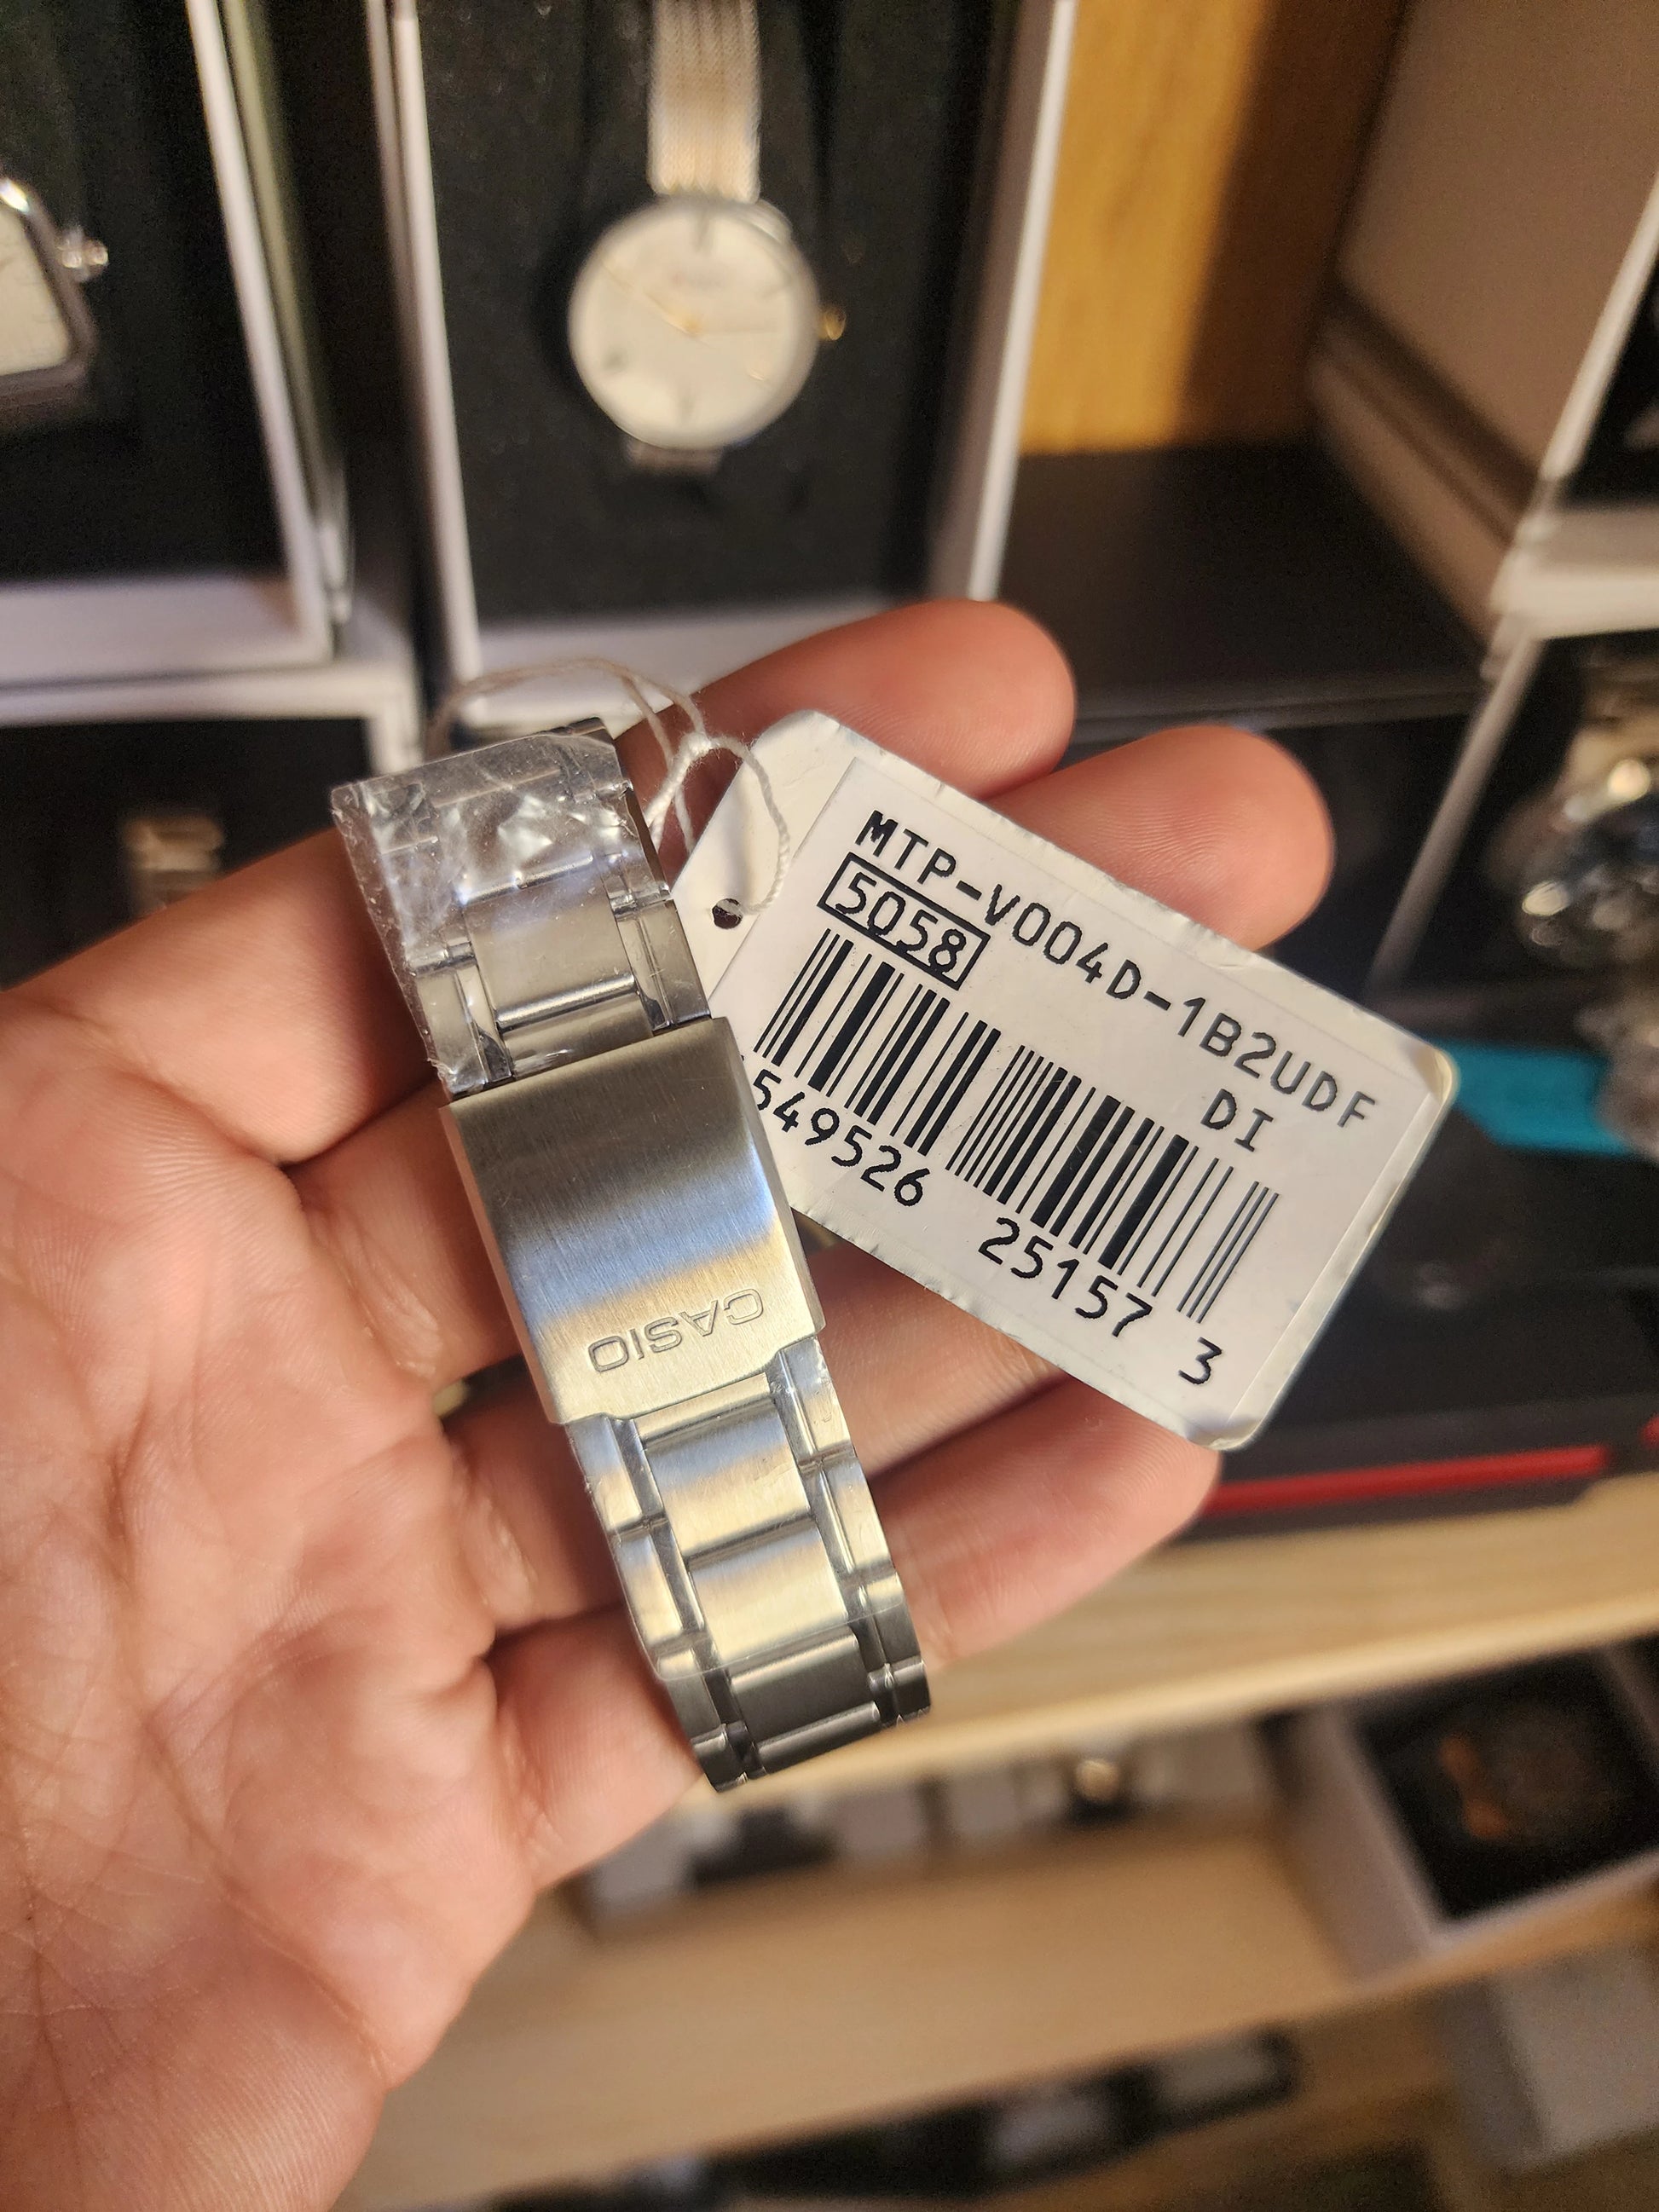 MTP-V004D-1B2UDF
5058
DI
549526 25157 3
CASIO